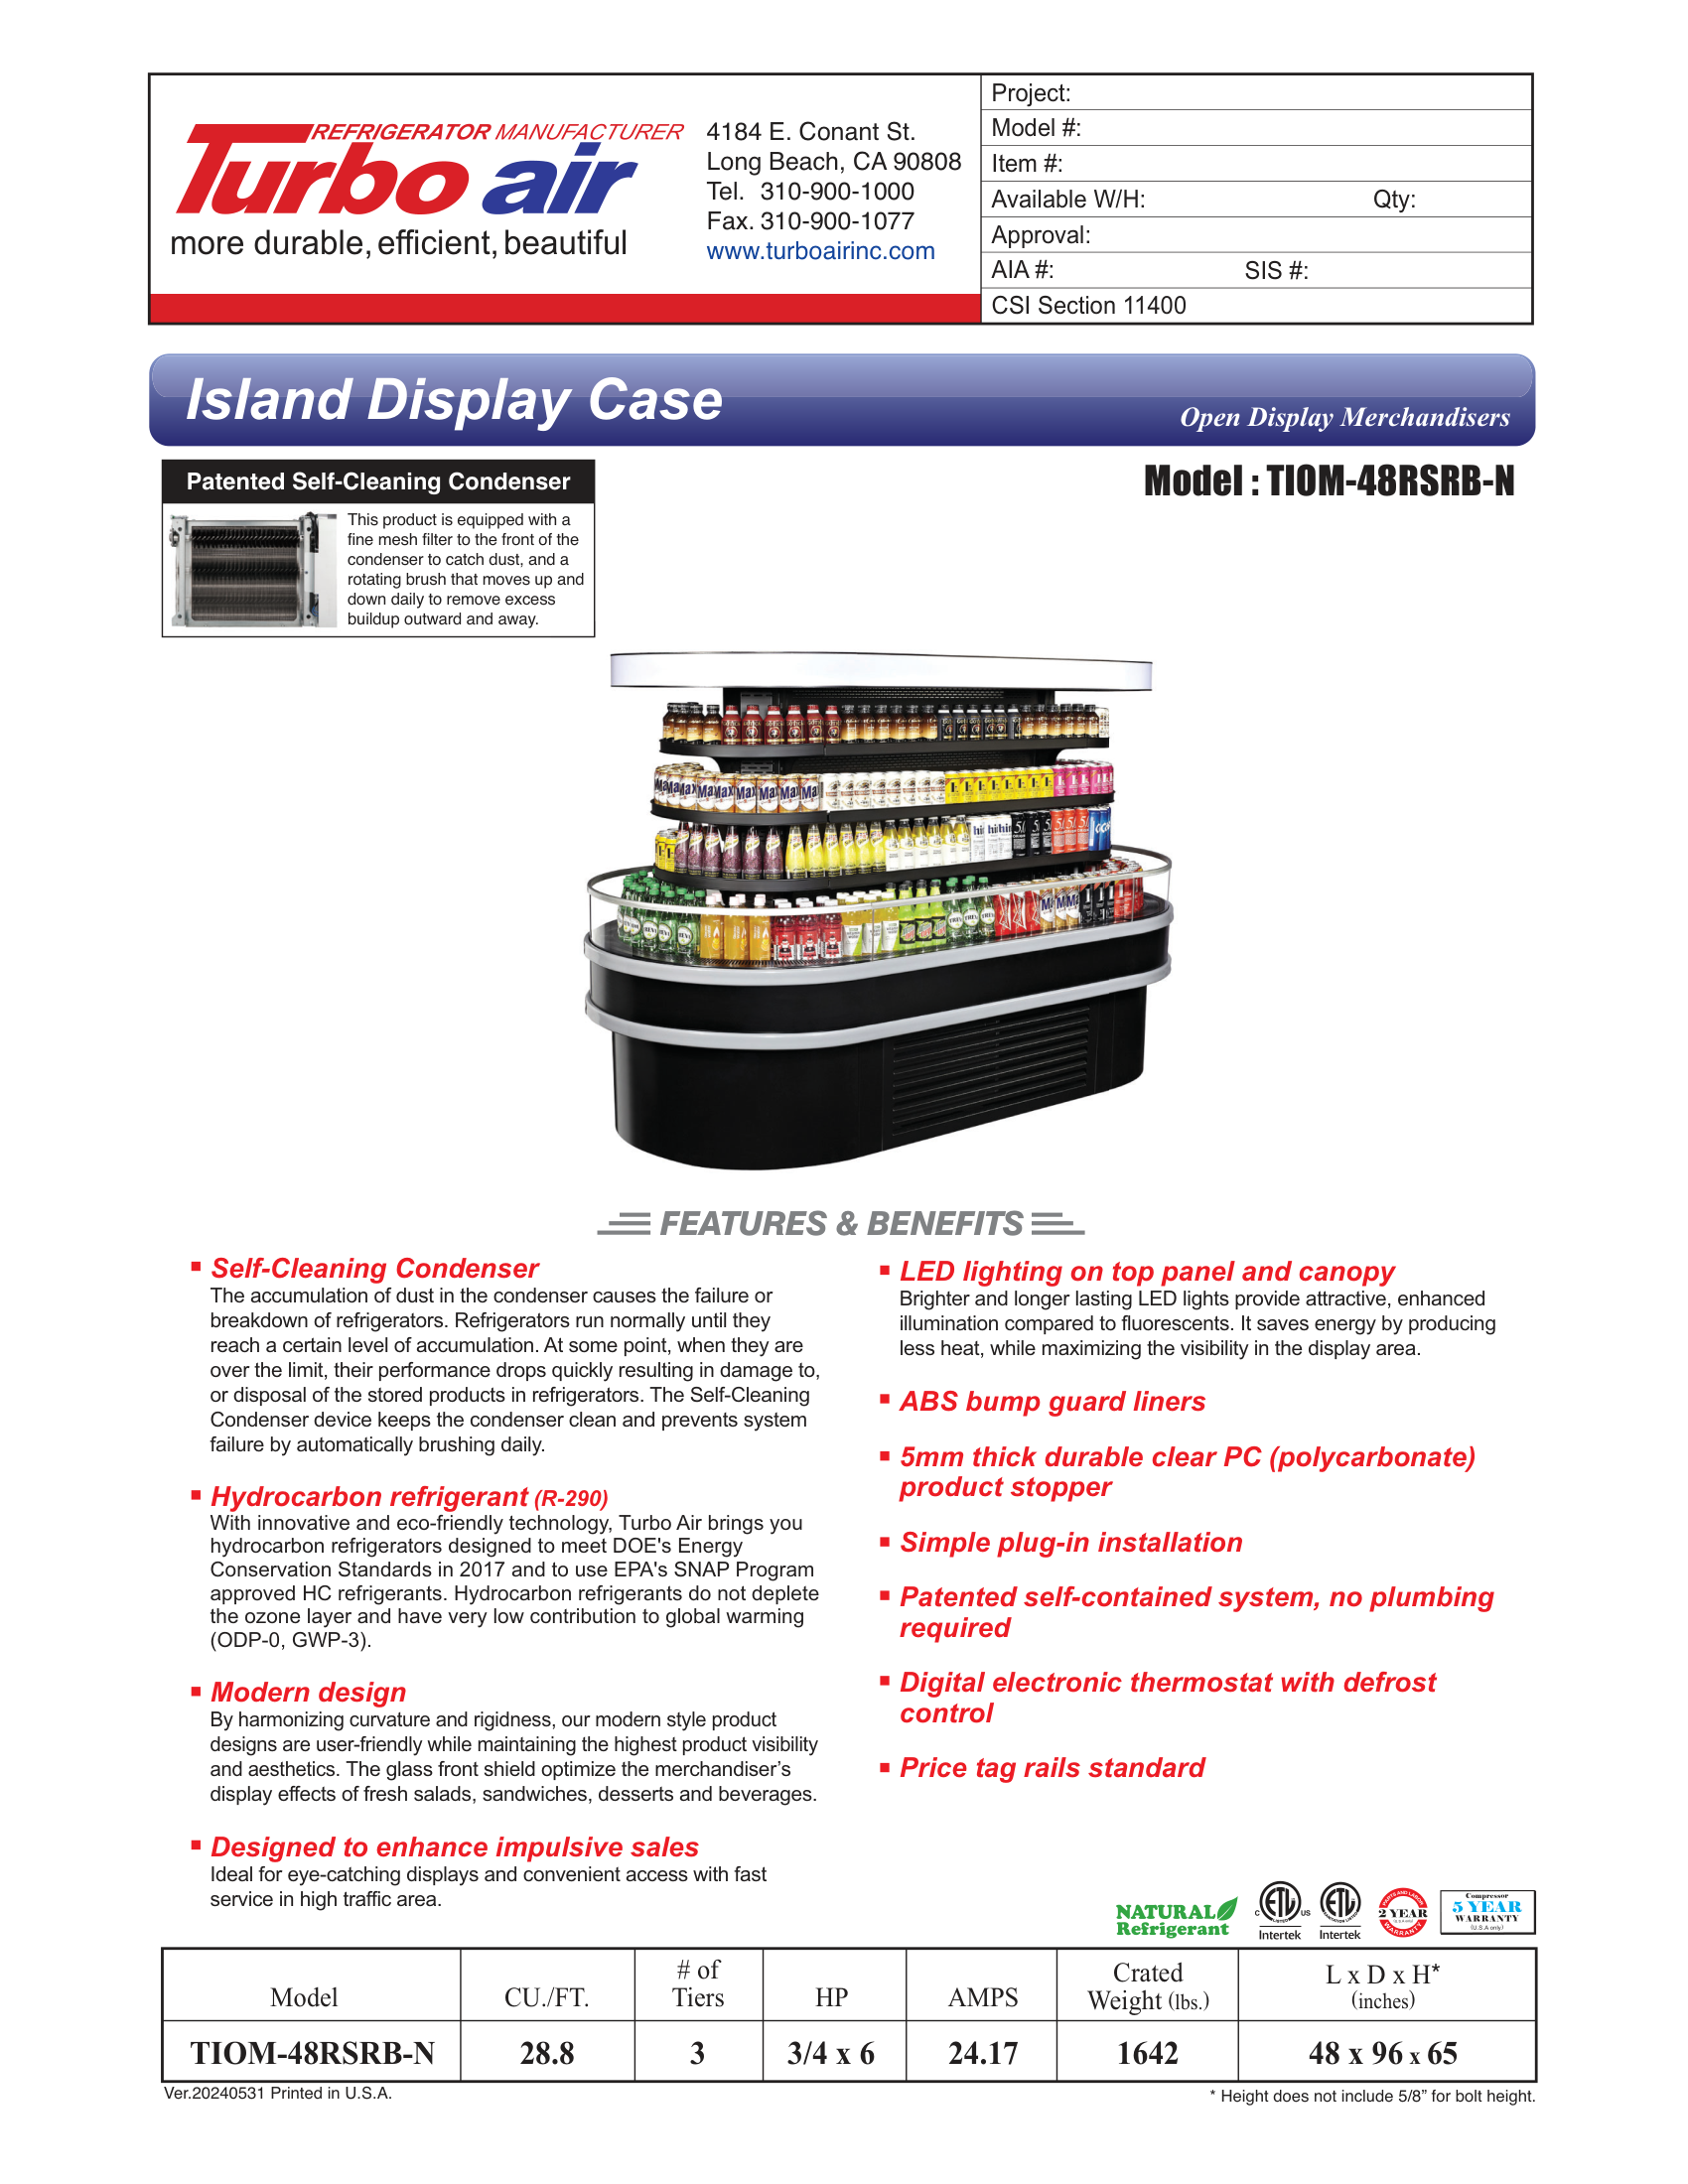 REFRIGERATOR MANUFACTURER
Turbo air
more durable, efficient, beautiful
4184 E. Conant St.
Long Beach, CA 90808
Tel. 310-900-1000
Fax. 310-900-1077
www.turboairinc.com
Project:
Model #:
Item #:
Available W/H: Qty:
Approval:
AIA #: SIS #:
CSI Section 11400
Island Display Case
Open Display Merchandisers
Patented Self-Cleaning Condenser
This product is equipped with a
fine mesh filter to the front of the
condenser to catch dust, and a
rotating brush that moves up and
down daily to remove excess
buildup outward and away.
Model : TIOM-48RSRB-N
FEATURES & BENEFITS
Self-Cleaning Condenser
The accumulation of dust in the condenser causes the failure or
breakdown of refrigerators. Refrigerators run normally until they
reach a certain level of accumulation. At some point, when they are
over the limit, their performance drops quickly resulting in damage to,
or disposal of the stored products in refrigerators. The Self-Cleaning
Condenser device keeps the condenser clean and prevents system
failure by automatically brushing daily.
Hydrocarbon refrigerant (R-290)
With innovative and eco-friendly technology, Turbo Air brings you
hydrocarbon refrigerators designed to meet DOE's Energy
Conservation Standards in 2017 and to use EPA's SNAP Program
approved HC refrigerants. Hydrocarbon refrigerants do not deplete
the ozone layer and have very low contribution to global warming
(ODP-0, GWP-3).
Modern design
By harmonizing curvature and rigidness, our modern style product
designs are user-friendly while maintaining the highest product visibility
and aesthetics. The glass front shield optimize the merchandiser's
display effects of fresh salads, sandwiches, desserts and beverages.
Designed to enhance impulsive sales
Ideal for eye-catching displays and convenient access with fast
service in high traffic area.
LED lighting on top panel and canopy
Brighter and longer lasting LED lights provide attractive, enhanced
illumination compared to fluorescents. It saves energy by producing
less heat, while maximizing the visibility in the display area.
ABS bump guard liners
5mm thick durable clear PC (polycarbonate)
product stopper
Simple plug-in installation
Patented self-contained system, no plumbing
required
Digital electronic thermostat with defrost
control
Price tag rails standard
NATURAL
Refrigerant
C ETL US
LISTED
Intertek
ETL
Intertek
PARTS AND LABOR
2 YEAR
WARRANTY
Compressor
5 YEAR
WARRANTY
(U.S.A only)
Model CU./FT. # of Tiers HP AMPS Crated Weight (lbs.) L x D x H* (inches)
TIOM-48RSRB-N 28.8 3 3/4 x 6 24.17 1642 48 x 96 x 65
Ver.20240531 Printed in U.S.A.
* Height does not include 5/8" for bolt height.